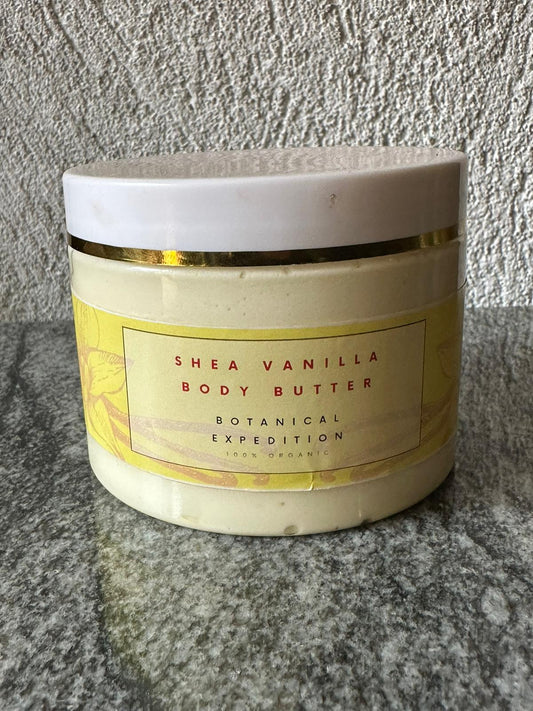 SHEA VANILLA
BODY BUTTER
BOTANICAL
EXPEDITION
100% ORGANIC